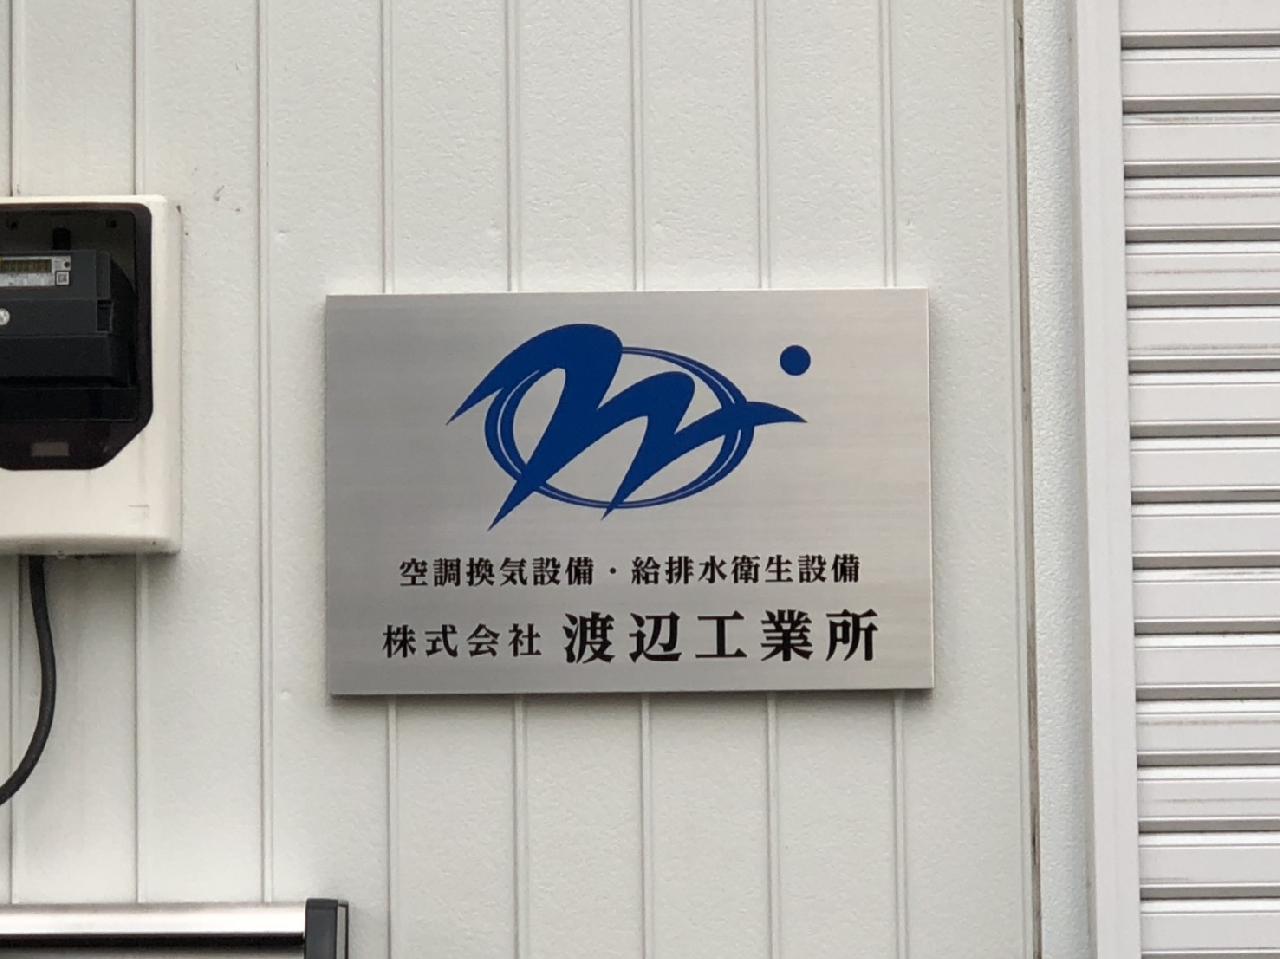 空調換気設備・給排水衛生設備
株式会社 渡辺工業所